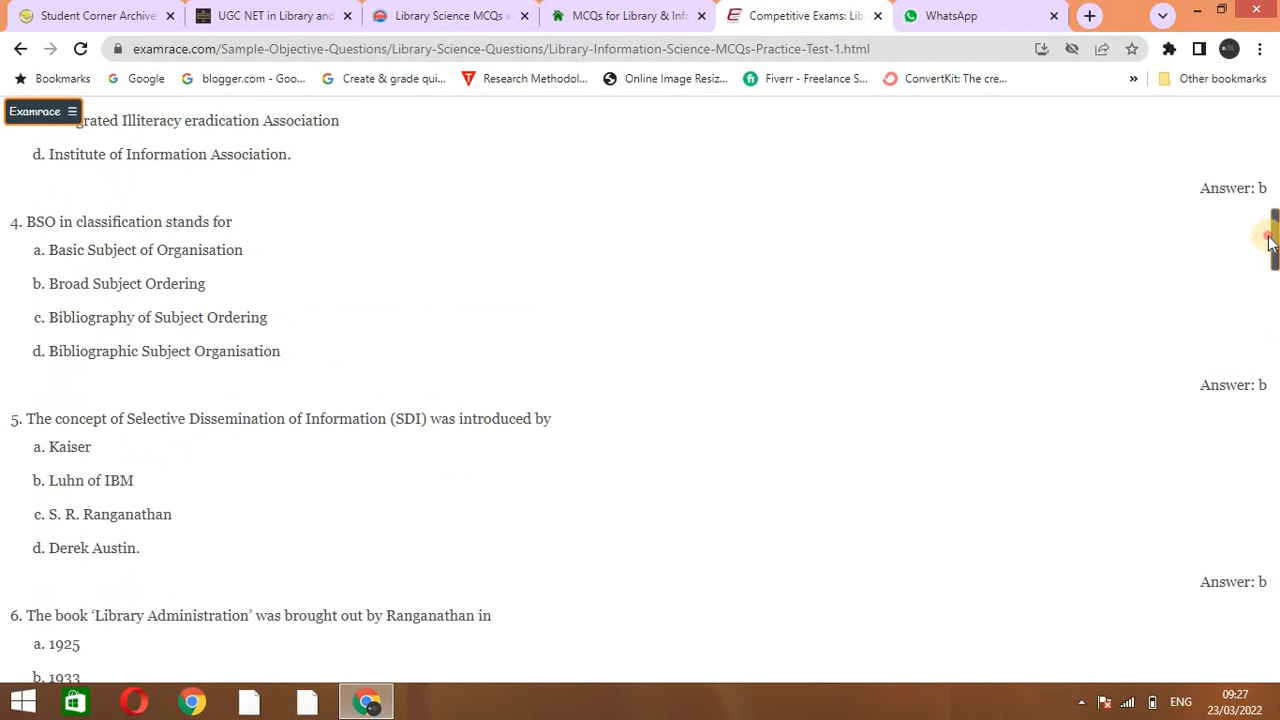 Student Corner Archive
UGC NET in Library and
Library Science MCQs
MCQs for Library & Inf
Competitive Exams: Lib
WhatsApp
examrace.com/Sample-Objective-Questions/Library-Science-Questions/Library-Information-Science-MCQs-Practice-Test-1.html
Bookmarks
Google
blogger.com - Goo...
Create & grade qui...
Research Methodol...
Online Image Resiz...
Fiverr - Freelance S...
ConvertKit: The cre...
»
Other bookmarks
Examrace
grated Illiteracy eradication Association
d. Institute of Information Association.
Answer: b
4. BSO in classification stands for
a. Basic Subject of Organisation
b. Broad Subject Ordering
c. Bibliography of Subject Ordering
d. Bibliographic Subject Organisation
Answer: b
5. The concept of Selective Dissemination of Information (SDI) was introduced by
a. Kaiser
b. Luhn of IBM
c. S. R. Ranganathan
d. Derek Austin.
Answer: b
6. The book ‘Library Administration’ was brought out by Ranganathan in
a. 1925
b. 1933
ENG
09:27
23/03/2022